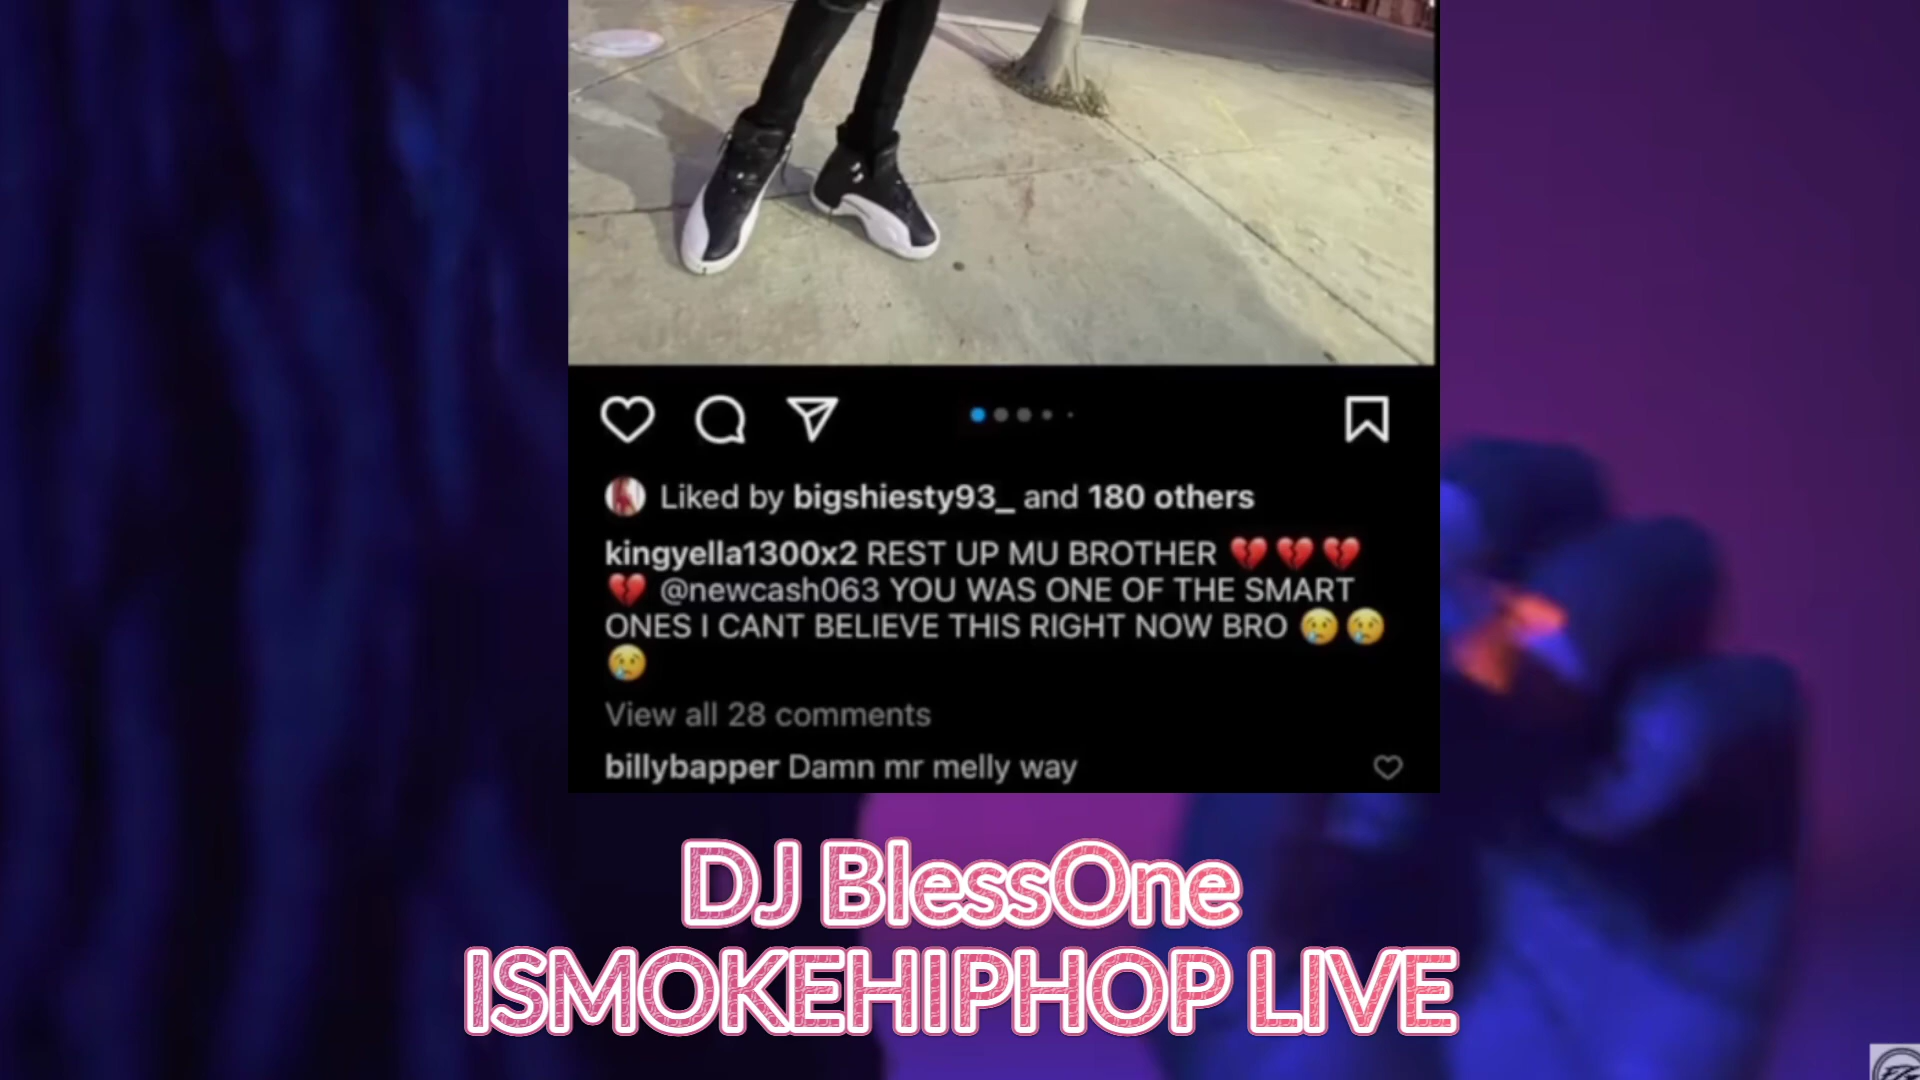 Liked by bigshiesty93_ and 180 others
kingyella1300x2 REST UP MU BROTHER 💔💔💔
💔 @newcash063 YOU WAS ONE OF THE SMART
ONES I CANT BELIEVE THIS RIGHT NOW BRO 😢😢
😢
View all 28 comments
billybapper Damn mr melly way
DJ BlessOne
ISMOKEHIPHOP LIVE